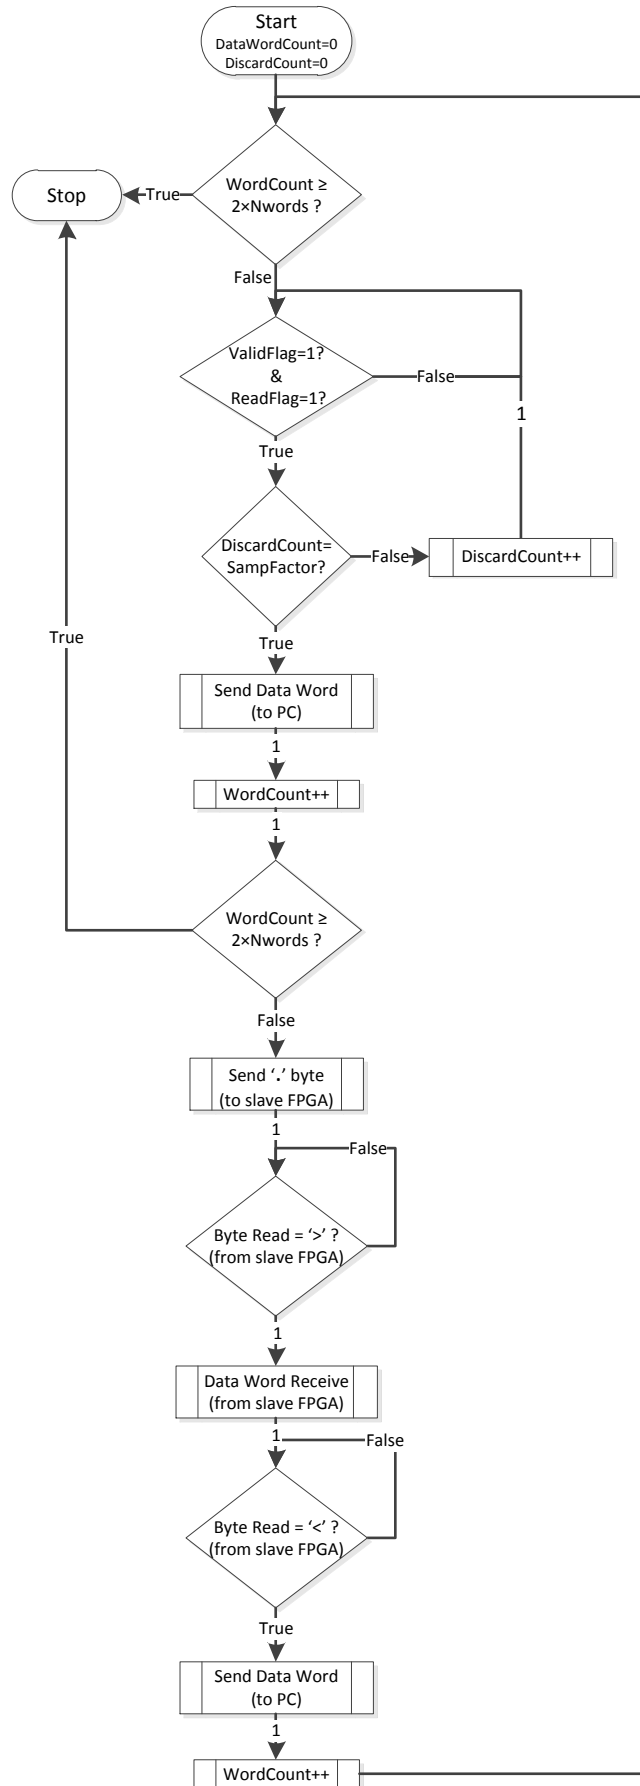 Start
DataWordCount=0
DiscardCount=0
WordCount ≥
2×Nwords ?
True
Stop
False
ValidFlag=1?
&
ReadFlag=1?
False
1
True
DiscardCount=
SampFactor?
False
DiscardCount++
True
True
Send Data Word
(to PC)
1
WordCount++
1
WordCount ≥
2×Nwords ?
False
Send ‘.’ byte
(to slave FPGA)
1
False
Byte Read = ‘>’ ?
(from slave FPGA)
1
Data Word Receive
(from slave FPGA)
1
False
Byte Read = ‘<’ ?
(from slave FPGA)
True
Send Data Word
(to PC)
1
WordCount++